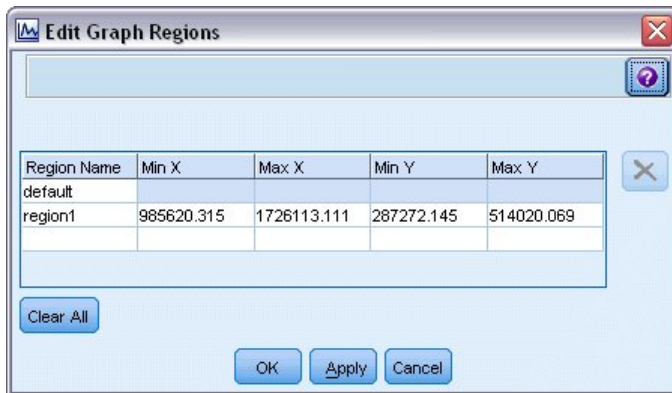 Edit Graph Regions
?
Region Name Min X Max X Min Y Max Y
default
region1 985620.315 1726113.111 287272.145 514020.069
Clear All
OK Apply Cancel